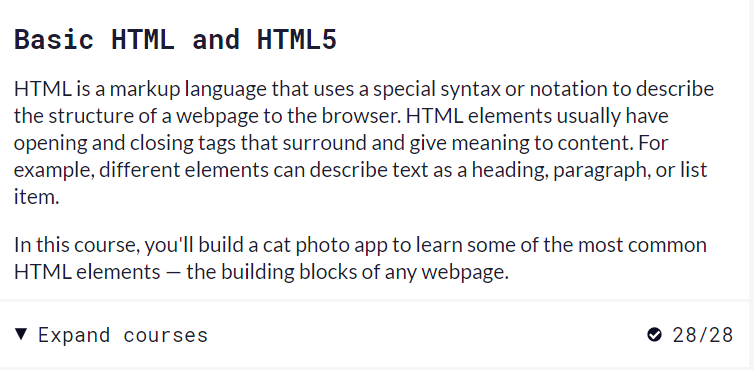 Basic HTML and HTML5
HTML is a markup language that uses a special syntax or notation to describe
the structure of a webpage to the browser. HTML elements usually have
opening and closing tags that surround and give meaning to content. For
example, different elements can describe text as a heading, paragraph, or list
item.
In this course, you'll build a cat photo app to learn some of the most common
HTML elements — the building blocks of any webpage.
Expand courses 28/28